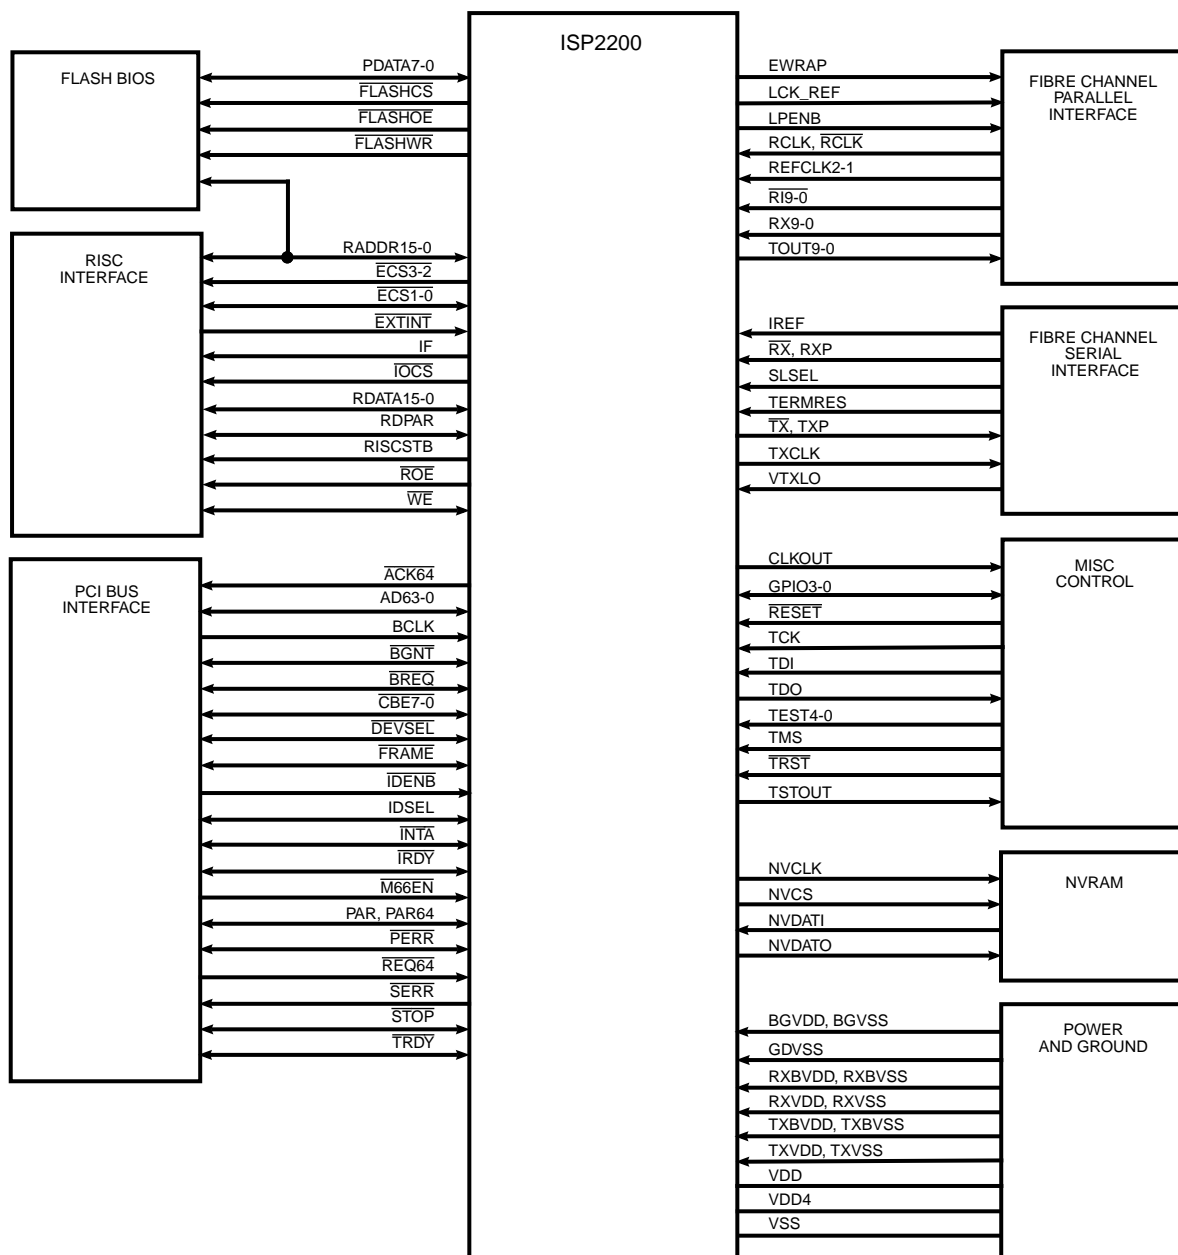 ISP2200
FLASH BIOS
PDATA7-0
FLASHCS
FLASHOE
FLASHWR
RISC
INTERFACE
RADDR15-0
ECS3-2
ECS1-0
EXTINT
IF
IOCS
RDATA15-0
RDPAR
RISCSTB
ROE
WE
PCI BUS
INTERFACE
ACK64
AD63-0
BCLK
BGNT
BREQ
CBE7-0
DEVSEL
FRAME
IDENB
IDSEL
INTA
IRDY
M66EN
PAR, PAR64
PERR
REQ64
SERR
STOP
TRDY
EWRAP
LCK_REF
LPENB
RCLK, RCLK
REFCLK2-1
RI9-0
RX9-0
TOUT9-0
FIBRE CHANNEL
PARALLEL
INTERFACE
IREF
RX, RXP
SLSEL
TERMRES
TX, TXP
TXCLK
VTXLO
FIBRE CHANNEL
SERIAL
INTERFACE
CLKOUT
GPIO3-0
RESET
TCK
TDI
TDO
TEST4-0
TMS
TRST
TSTOUT
MISC
CONTROL
NVCLK
NVCS
NVDATI
NVDATO
NVRAM
BGVDD, BGVSS
GDVSS
RXBVDD, RXBVSS
RXVDD, RXVSS
TXBVDD, TXBVSS
TXVDD, TXVSS
VDD
VDD4
VSS
POWER
AND GROUND